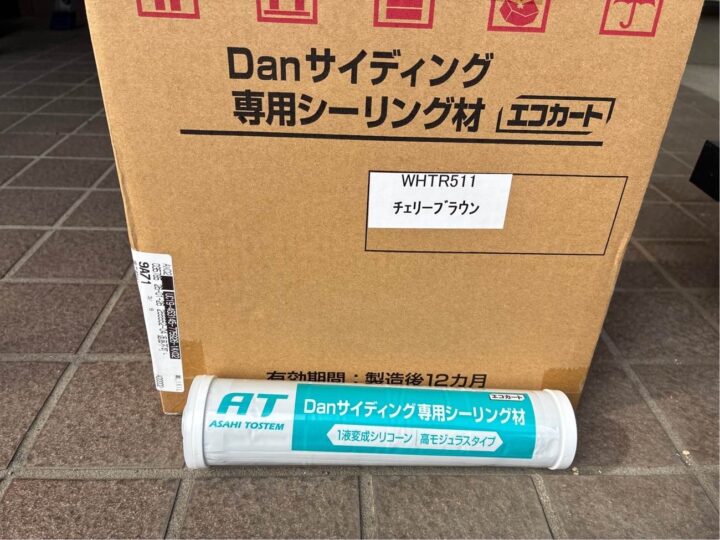 Danサイディング
専用シーリング材 エコカート
WHTR511
チェリーブラウン
9A71
有効期間：製造後12カ月
AT
ASAHI TOSTEM
エコカート
Danサイディング専用シーリング材
1液変成シリコーン 高モジュラスタイプ